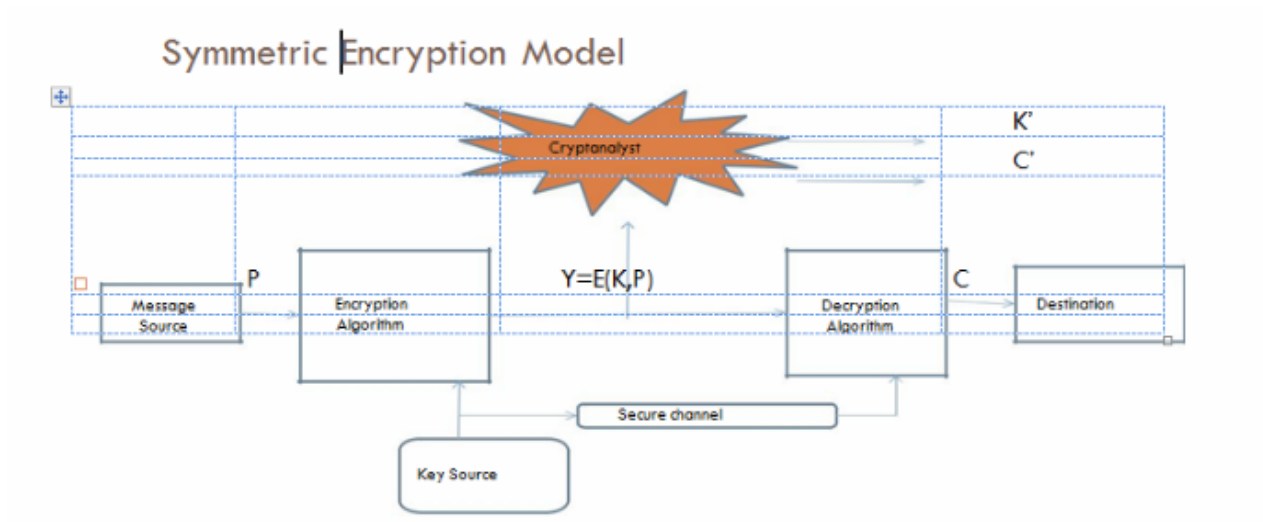 Symmetric Encryption Model
K’
Cryptanalyst
C’
P
Y=E(K,P)
C
Message
Source
Encryption
Algorithm
Decryption
Algorithm
Destination
Secure channel
Key Source